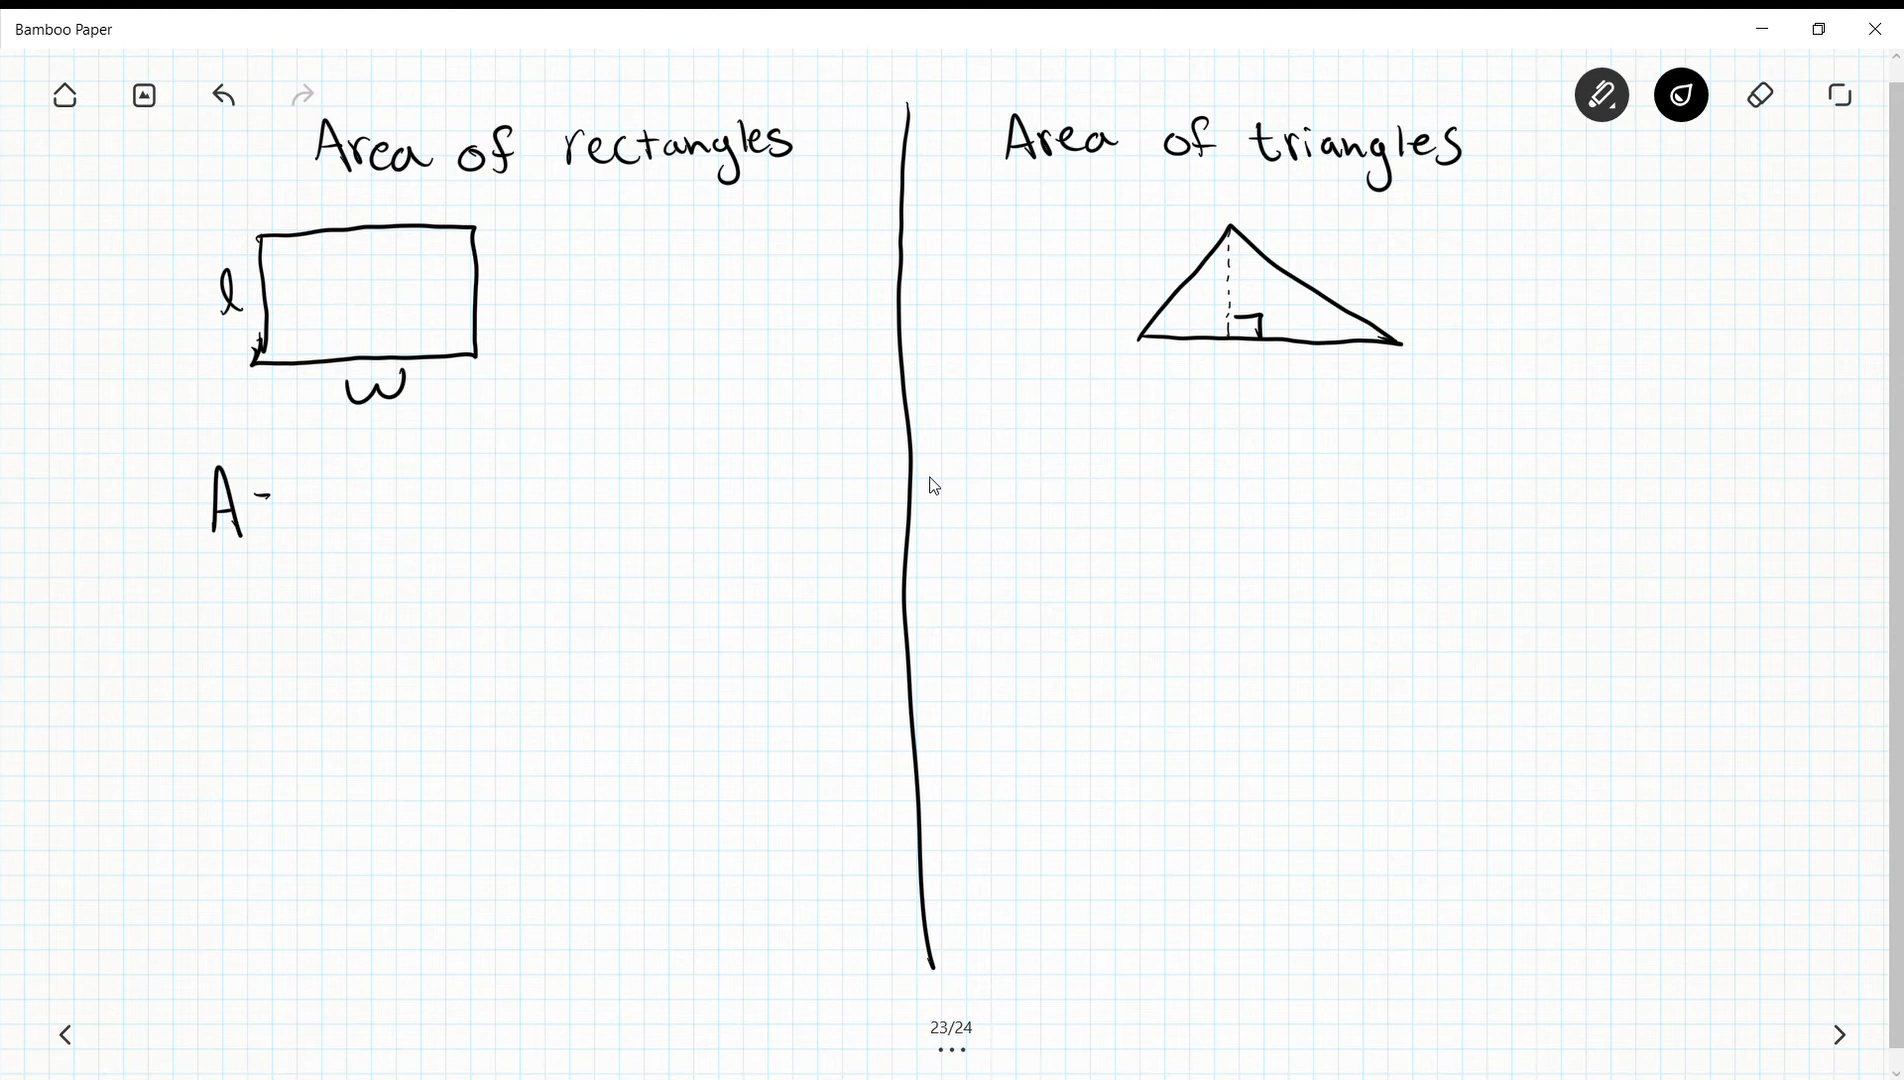 Bamboo Paper
Area of rectangles
l
w
A -
Area of triangles
23/24